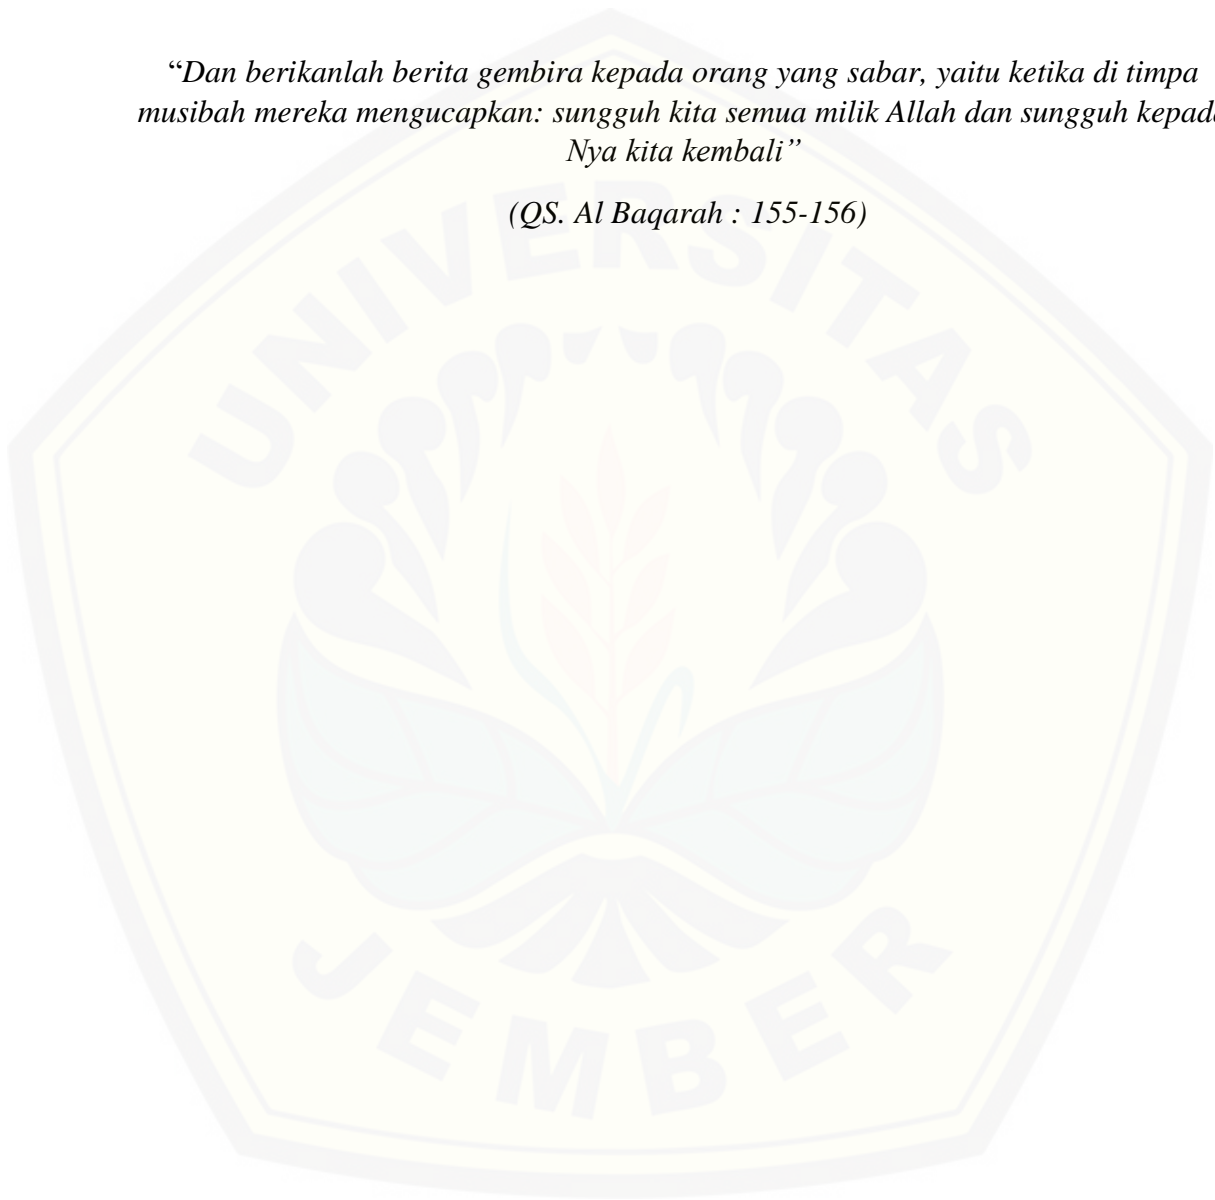 “Dan berikanlah berita gembira kepada orang yang sabar, yaitu ketika di timpa
musibah mereka mengucapkan: sungguh kita semua milik Allah dan sungguh kepada
Nya kita kembali”
(QS. Al Baqarah : 155-156)
UNIVERSITAS
JEMBER